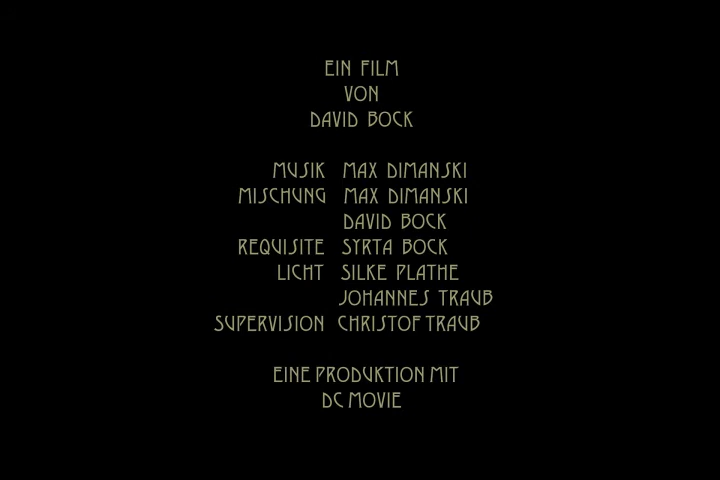 EIN FILM
VON
DAVID BOCK
MUSIK MAX DIMANSKI
MISCHUNG MAX DIMANSKI
DAVID BOCK
REQUISITE SYRTA BOCK
LICHT SILKE PLATHE
JOHANNES TRAUB
SUPERVISION CHRISTOF TRAUB
EINE PRODUKTION MIT
DC MOVIE